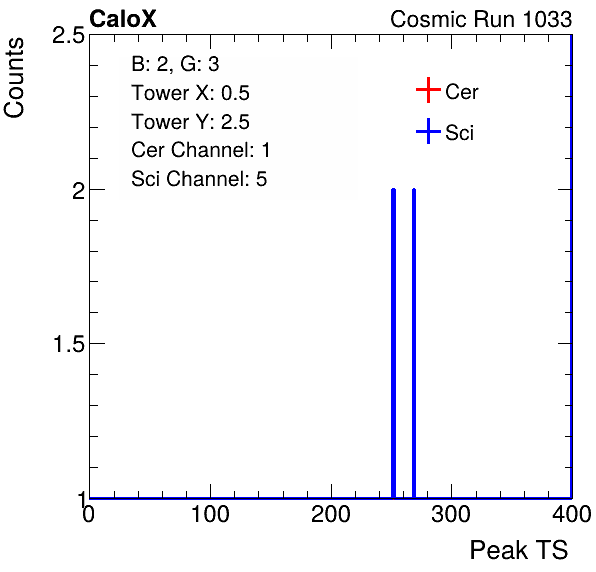 CaloX
Cosmic Run 1033
Counts
2.5
2
1.5
1
B: 2, G: 3
Tower X: 0.5
Tower Y: 2.5
Cer Channel: 1
Sci Channel: 5
Cer
Sci
0 100 200 300 400
Peak TS